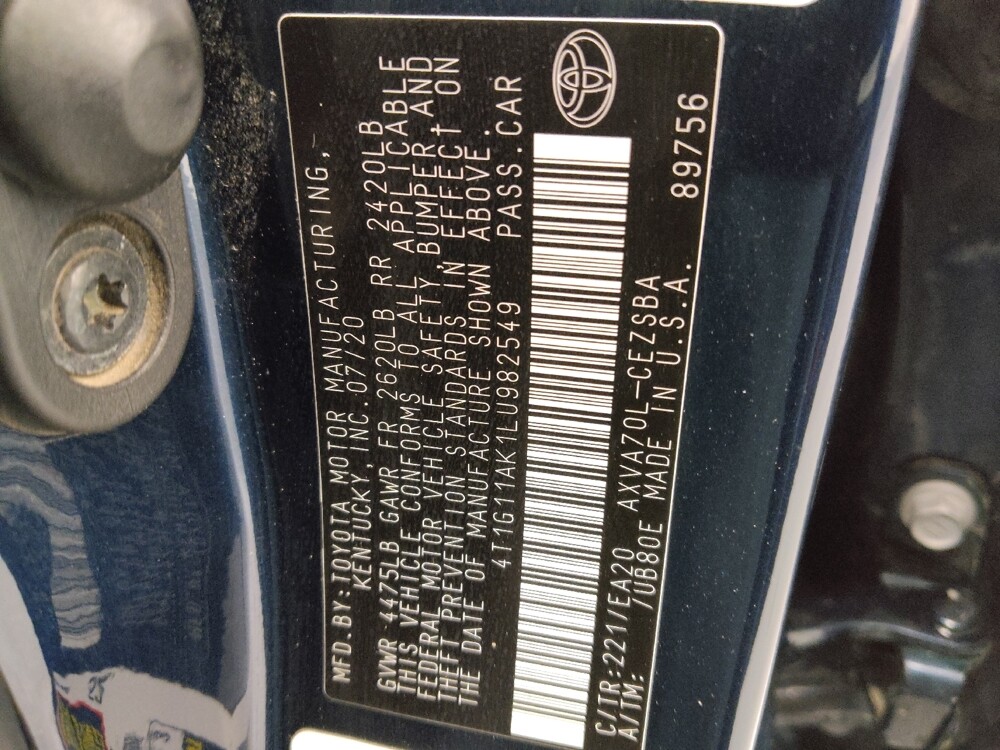 MFD.BY:TOYOTA MOTOR MANUFACTURING,
KENTUCKY,INC. 07/20
GVWR 4475LB GAWR FR 2620LB RR 2420LB
THIS VEHICLE CONFORMS TO ALL APPLICABLE
FEDERAL MOTOR VEHICLE SAFETY,BUMPER,AND
THEFT PREVENTION STANDARDS IN EFFECT ON
THE DATE OF MANUFACTURE SHOWN ABOVE.
4T1G11AK1LU982549 PASS.CAR
C/TR:221/EA20 AXVA70L-CEZSBA 89756
A/TM: /UB80E MADE IN U.S.A.